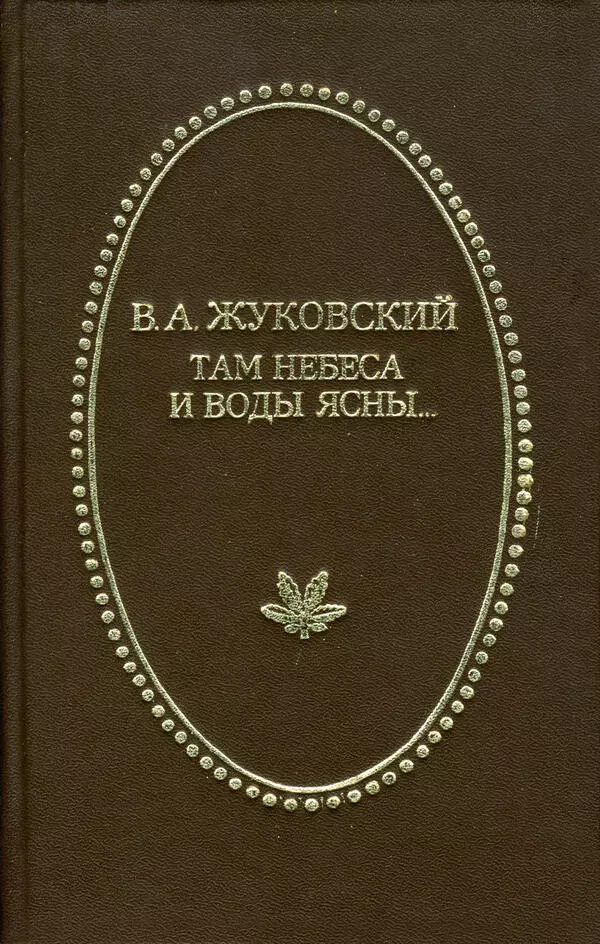 В. А. ЖУКОВСКИЙ
ТАМ НЕБЕСА
И ВОДЫ ЯСНЫ...